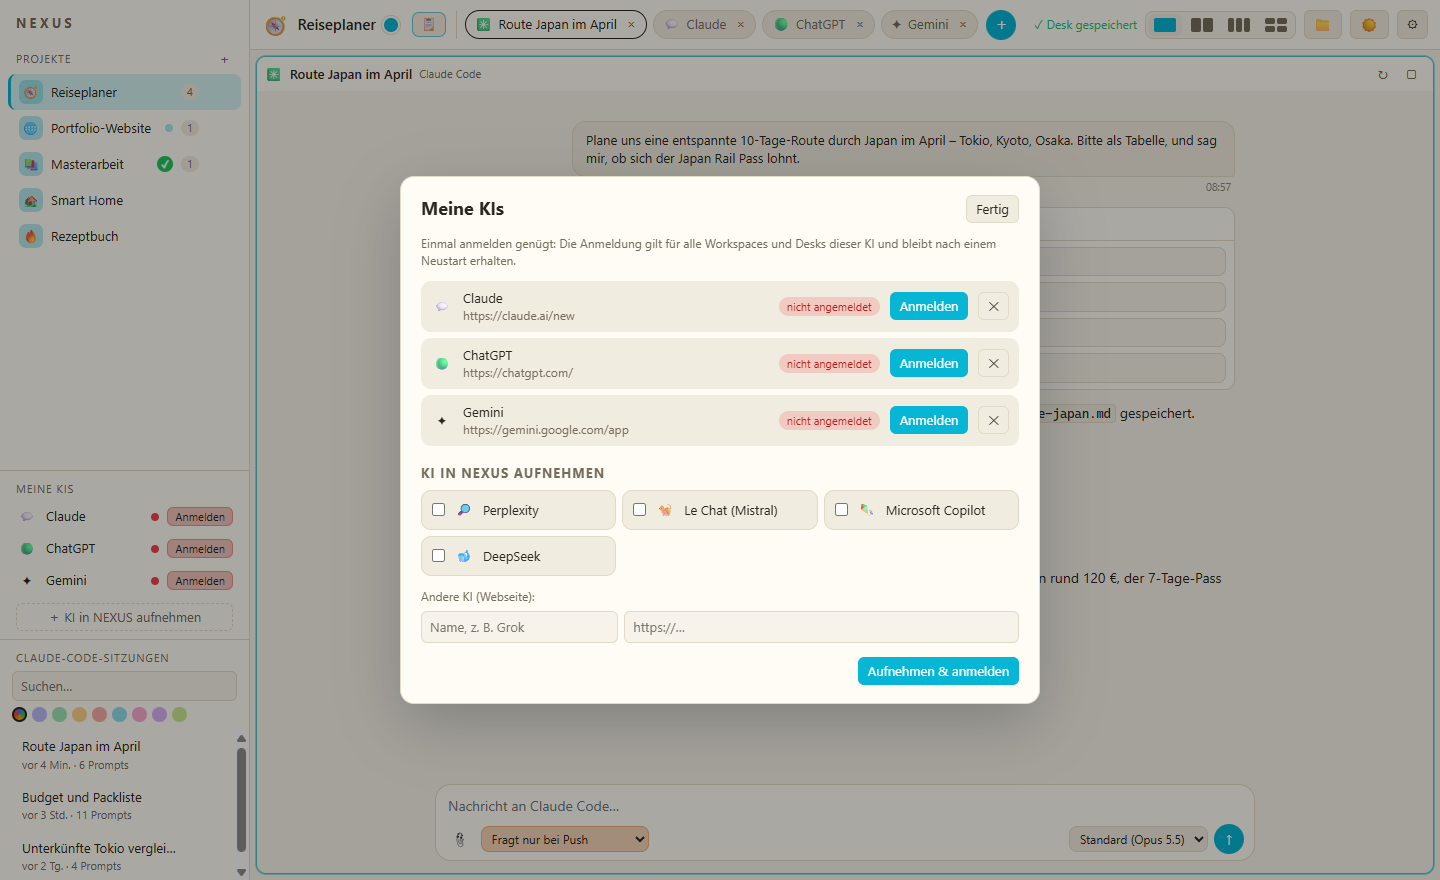 NEXUS
PROJEKTE +
Reiseplaner 4
Portfolio-Website 1
Masterarbeit 1
Smart Home
Rezeptbuch
MEINE KIS
Claude Anmelden
ChatGPT Anmelden
Gemini Anmelden
+ KI in NEXUS aufnehmen
CLAUDE-CODE-SITZUNGEN
Suchen...
Route Japan im April
vor 4 Min. · 6 Prompts
Budget und Packliste
vor 3 Std. · 11 Prompts
Unterkünfte Tokio verglei...
vor 2 Tg. · 4 Prompts
Reiseplaner
Route Japan im April ×
Claude ×
ChatGPT ×
Gemini ×
+
✓ Desk gespeichert
Route Japan im April Claude Code
Plane uns eine entspannte 10-Tage-Route durch Japan im April – Tokio, Kyoto, Osaka. Bitte als Tabelle, und sag
mir, ob sich der Japan Rail Pass lohnt.
08:57
e-japan.md gespeichert.
n rund 120 €, der 7-Tage-Pass
Meine KIs
Fertig
Einmal anmelden genügt: Die Anmeldung gilt für alle Workspaces und Desks dieser KI und bleibt nach einem
Neustart erhalten.
Claude
https://claude.ai/new
nicht angemeldet Anmelden ×
ChatGPT
https://chatgpt.com/
nicht angemeldet Anmelden ×
Gemini
https://gemini.google.com/app
nicht angemeldet Anmelden ×
KI IN NEXUS AUFNEHMEN
Perplexity
Le Chat (Mistral)
Microsoft Copilot
DeepSeek
Andere KI (Webseite):
Name, z. B. Grok
https://...
Aufnehmen & anmelden
Nachricht an Claude Code...
Fragt nur bei Push
Standard (Opus 5.5)